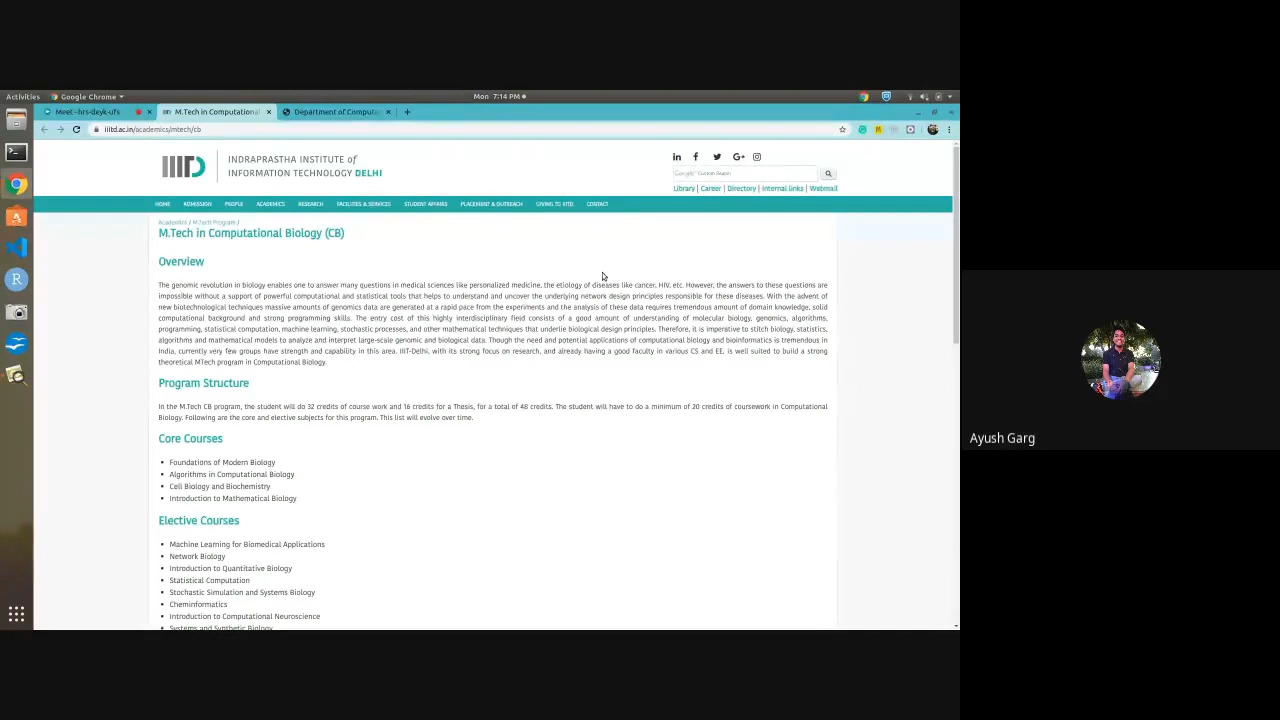 Activities Google Chrome Mon 7:14 PM
Meet - hrs-deyk-ufs M.Tech in Computational Department of Computa
iiitd.ac.in/academics/mtech/cb
IIITD INDRAPRASTHA INSTITUTE of
INFORMATION TECHNOLOGY DELHI
Google Custom Search
Library | Career | Directory | Internal links | Webmail
HOME ADMISSION PEOPLE ACADEMICS RESEARCH FACILITIES & SERVICES STUDENT AFFAIRS PLACEMENT & OUTREACH GIVING TO IIITD CONTACT
Academics / M.Tech Program /
M.Tech in Computational Biology (CB)
Overview
The genomic revolution in biology enables one to answer many questions in medical sciences like personalized medicine, the etiology of diseases like cancer, HIV, etc. However, the answers to these questions are
impossible without a support of powerful computational and statistical tools that helps to understand and uncover the underlying network design principles responsible for these diseases. With the advent of
new biotechnological techniques massive amounts of genomics data are generated at a rapid pace from the experiments and the analysis of these data requires tremendous amount of domain knowledge, solid
computational background and strong programming skills. The entry cost of this highly interdisciplinary field consists of a good amount of understanding of molecular biology, genomics, algorithms,
programming, statistical computation, machine learning, stochastic processes, and other mathematical techniques that underlie biological design principles. Therefore, it is imperative to stitch biology, statistics,
algorithms and mathematical models to analyze and interpret large-scale genomic and biological data. Though the need and potential applications of computational biology and bioinformatics is tremendous in
India, currently very few groups have strength and capability in this area. IIIT-Delhi, with its strong focus on research, and already having a good faculty in various CS and EE, is well suited to build a strong
theoretical MTech program in Computational Biology.
Program Structure
In the M.Tech CB program, the student will do 32 credits of course work and 16 credits for a Thesis, for a total of 48 credits. The student will have to do a minimum of 20 credits of coursework in Computational
Biology. Following are the core and elective subjects for this program. This list will evolve over time.
Core Courses
Foundations of Modern Biology
Algorithms in Computational Biology
Cell Biology and Biochemistry
Introduction to Mathematical Biology
Elective Courses
Machine Learning for Biomedical Applications
Network Biology
Introduction to Quantitative Biology
Statistical Computation
Stochastic Simulation and Systems Biology
Cheminformatics
Introduction to Computational Neuroscience
Systems and Synthetic Biology
Ayush Garg